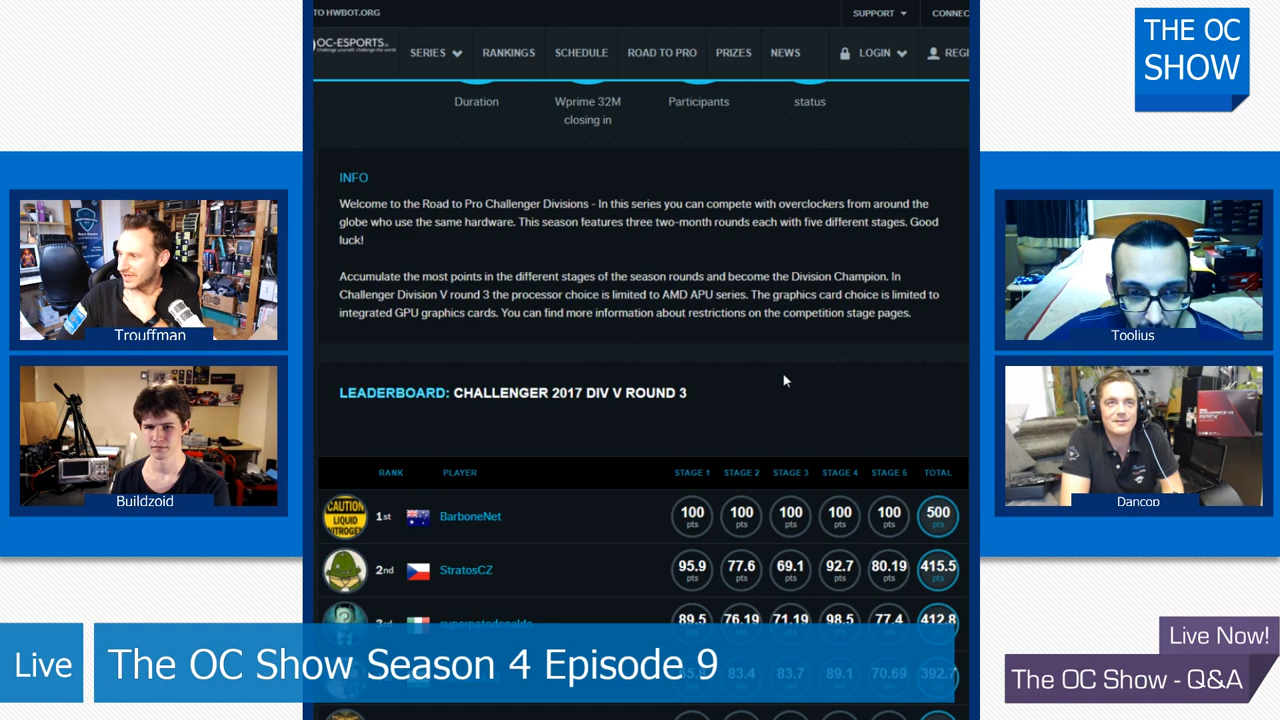 TO HWBOT.ORG
SUPPORT
CONNEC
OC-ESPORTS
SERIES
RANKINGS
SCHEDULE
ROAD TO PRO
PRIZES
NEWS
LOGIN
REGI
THE OC
SHOW
Duration
Wprime 32M
closing in
Participants
status
INFO
Welcome to the Road to Pro Challenger Divisions - In this series you can compete with overclockers from around the
globe who use the same hardware. This season features three two-month rounds each with five different stages. Good
luck!
Accumulate the most points in the different stages of the season rounds and become the Division Champion. In
Challenger Division V round 3 the processor choice is limited to AMD APU series. The graphics card choice is limited to
integrated GPU graphics cards. You can find more information about restrictions on the competition stage pages.
Trouffman
Toolius
Buildzoid
Dancop
LEADERBOARD: CHALLENGER 2017 DIV V ROUND 3
RANK PLAYER STAGE 1 STAGE 2 STAGE 3 STAGE 4 STAGE 5 TOTAL
CAUTION
LIQUID
NITROGEN
1st BarboneNet 100 pts 100 pts 100 pts 100 pts 100 pts 500 pts
2nd StratosCZ 95.9 pts 77.6 pts 69.1 pts 92.7 pts 80.19 pts 415.5 pts
3rd superpatodonaldo 89.5 pts 76.19 pts 71.19 pts 98.5 pts 77.4 pts 412.8 pts
83.4 83.7 89.1 70.69 392.7
Live
The OC Show Season 4 Episode 9
Live Now!
The OC Show - Q&A